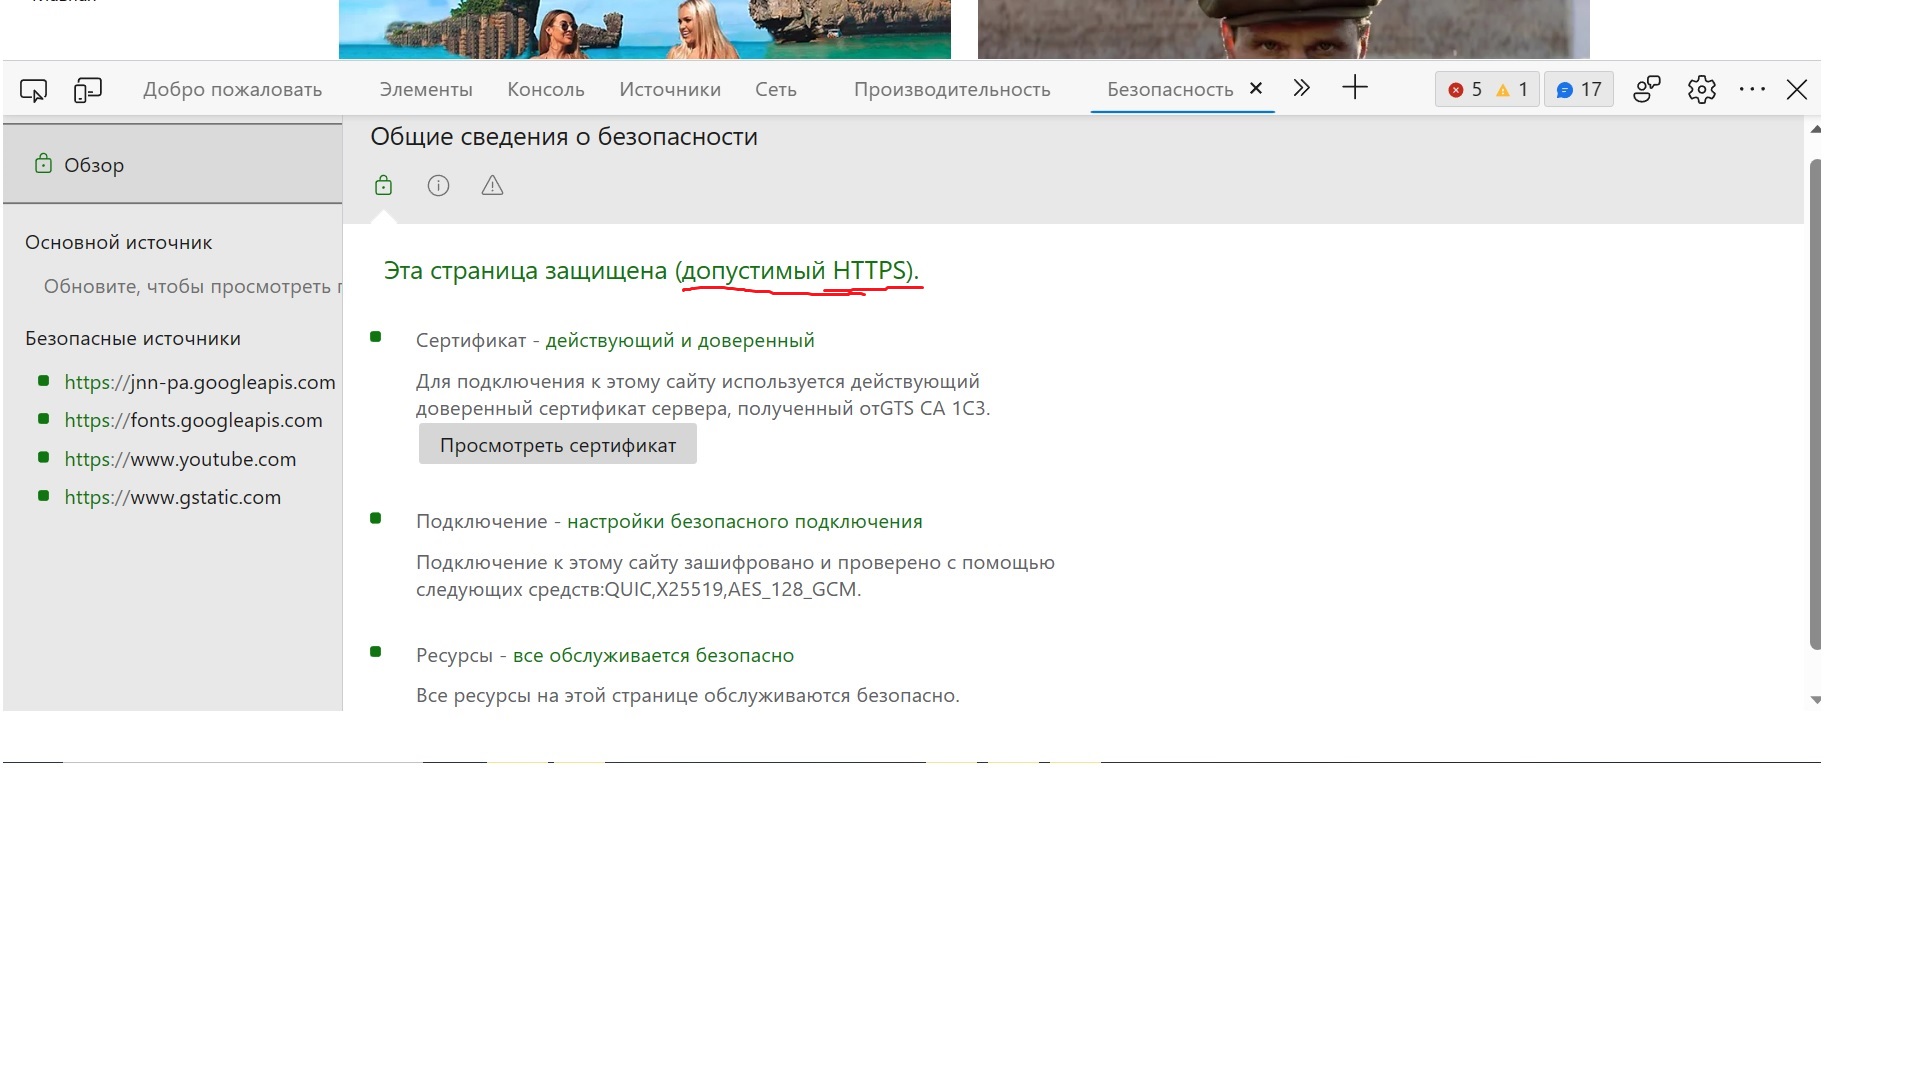 Добро пожаловать
Элементы
Консоль
Источники
Сеть
Производительность
Безопасность
5
1
17
Обзор
Основной источник
Обновите, чтобы просмотреть
Безопасные источники
https://jnn-pa.googleapis.com
https://fonts.googleapis.com
https://www.youtube.com
https://www.gstatic.com
Общие сведения о безопасности
Эта страница защищена (допустимый HTTPS).
Сертификат - действующий и доверенный
Для подключения к этому сайту используется действующий
доверенный сертификат сервера, полученный отGTS CA 1C3.
Просмотреть сертификат
Подключение - настройки безопасного подключения
Подключение к этому сайту зашифровано и проверено с помощью
следующих средств:QUIC,X25519,AES_128_GCM.
Ресурсы - все обслуживается безопасно
Все ресурсы на этой странице обслуживаются безопасно.